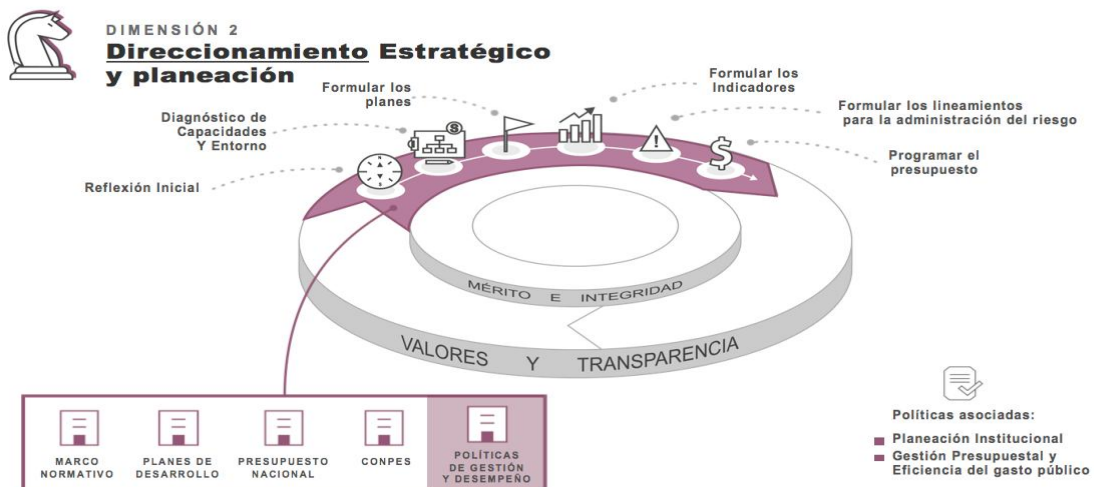 DIMENSIÓN 2
Direccionamiento Estratégico
y planeación
Reflexión Inicial
Diagnóstico de
Capacidades
Y Entorno
Formular los
planes
Formular los
Indicadores
Formular los lineamientos
para la administración del riesgo
Programar el
presupuesto
MÉRITO E INTEGRIDAD
VALORES Y TRANSPARENCIA
MARCO
NORMATIVO
PLANES DE
DESARROLLO
PRESUPUESTO
NACIONAL
CONPES
POLÍTICAS
DE GESTIÓN
Y DESEMPEÑO
Políticas asociadas:
Planeación Institucional
Gestión Presupuestal y
Eficiencia del gasto público